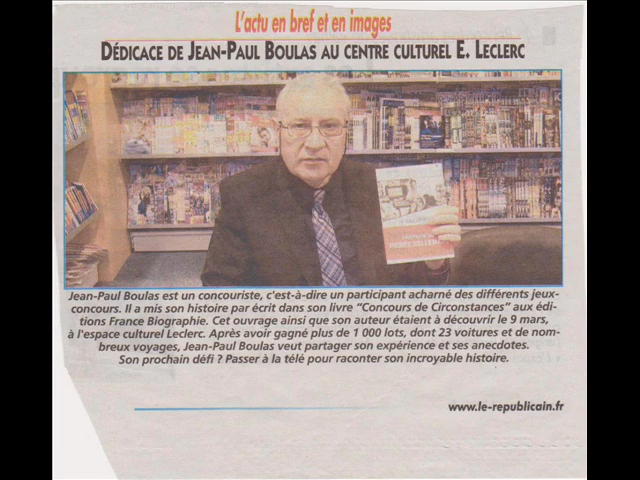 L'actu en bref et en images
DÉDICACE DE JEAN-PAUL BOULAS AU CENTRE CULTUREL E. LECLERC
Jean-Paul Boulas est un concouriste, c'est-à-dire un participant acharné des différents jeux-
concours. Il a mis son histoire par écrit dans son livre "Concours de Circonstances" aux édi-
tions France Biographie. Cet ouvrage ainsi que son auteur étaient à découvrir le 9 mars,
à l'espace culturel Leclerc. Après avoir gagné plus de 1 000 lots, dont 23 voitures et de nom-
breux voyages, Jean-Paul Boulas veut partager son expérience et ses anecdotes.
Son prochain défi ? Passer à la télé pour raconter son incroyable histoire.
www.le-republicain.fr